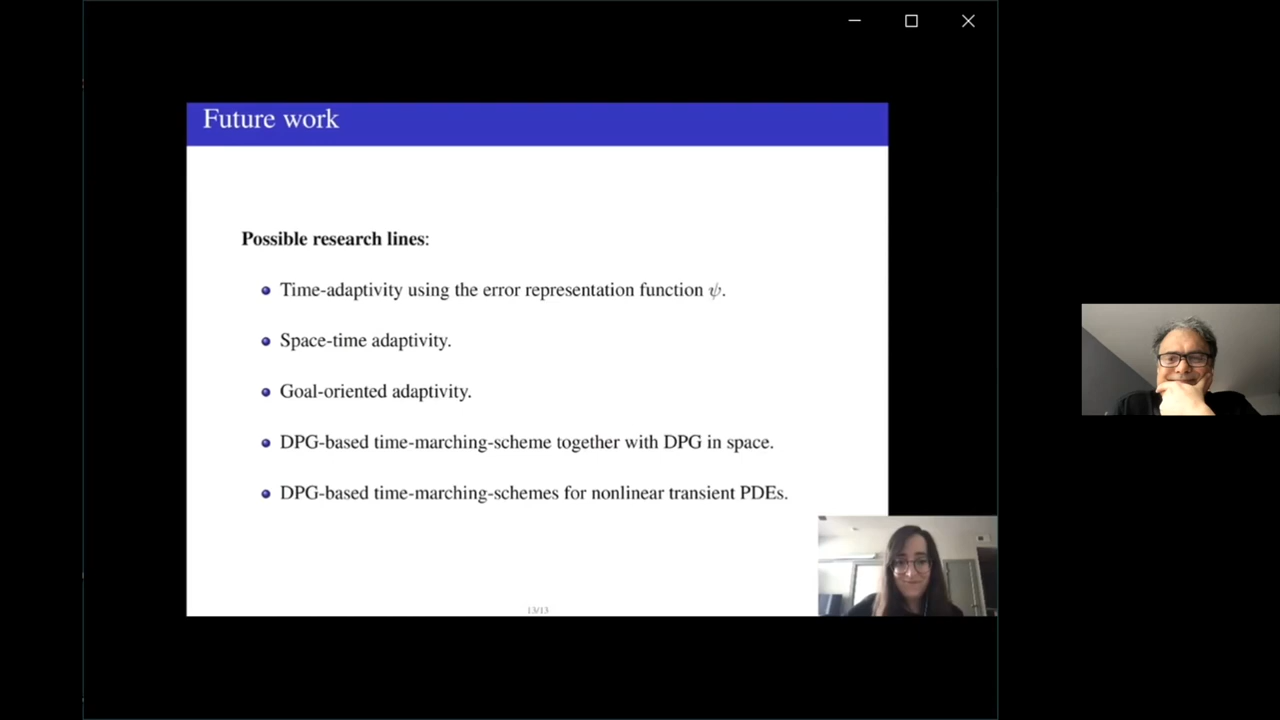 Future work
Possible research lines:
Time-adaptivity using the error representation function ψ.
Space-time adaptivity.
Goal-oriented adaptivity.
DPG-based time-marching-scheme together with DPG in space.
DPG-based time-marching-schemes for nonlinear transient PDEs.
13/13